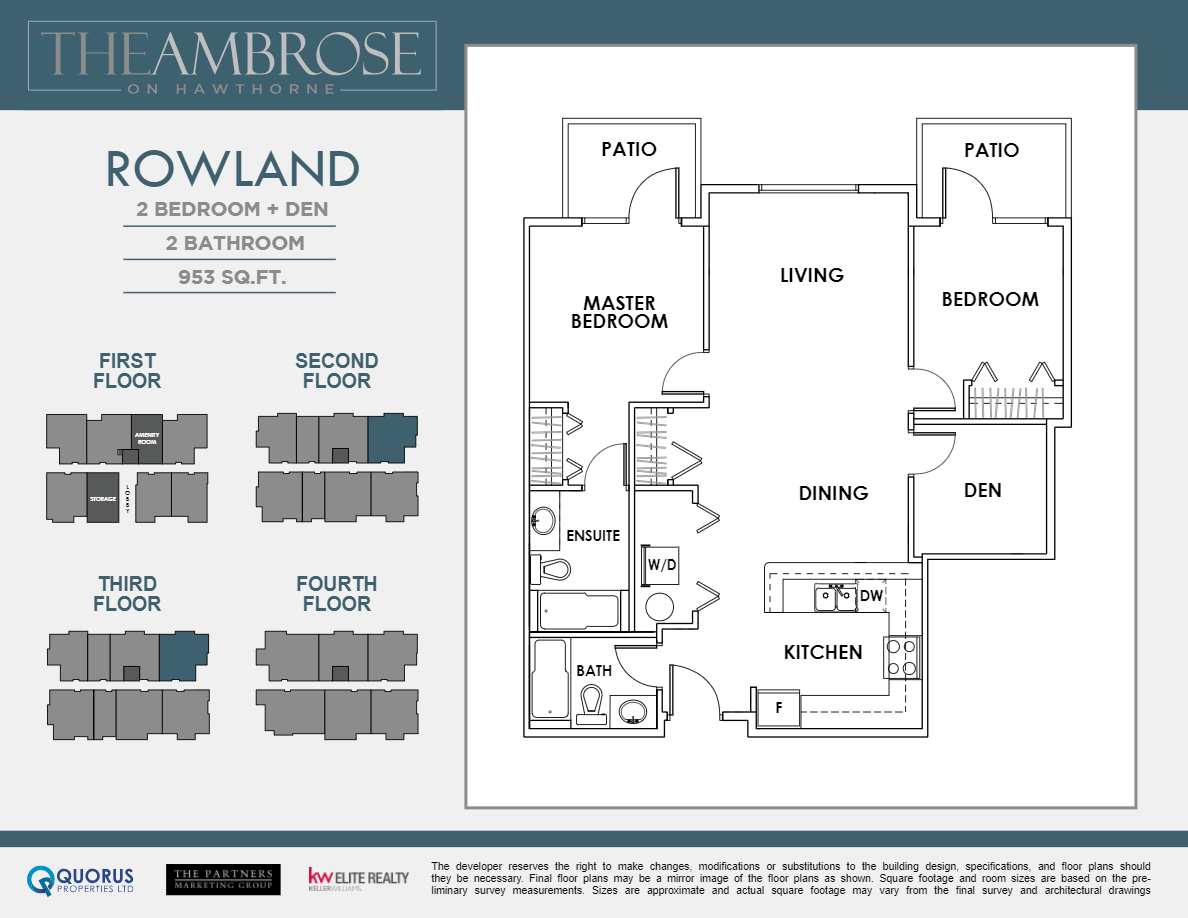 THE AMBROSE
ON HAWTHORNE
ROWLAND
2 BEDROOM + DEN
2 BATHROOM
953 SQ.FT.
FIRST
FLOOR
AMENITY
ROOM
STORAGE
LOBBY
SECOND
FLOOR
THIRD
FLOOR
FOURTH
FLOOR
PATIO
PATIO
LIVING
MASTER
BEDROOM
BEDROOM
DINING
DEN
ENSUITE
W/D
DW
KITCHEN
BATH
F
QUORUS
PROPERTIES LTD
THE PARTNERS
MARKETING GROUP
kw ELITE REALTY
KELLERWILLIAMS
The developer reserves the right to make changes, modifications or substitutions to the building design, specifications, and floor plans should
they be necessary. Final floor plans may be a mirror image of the floor plans as shown. Square footage and room sizes are based on the pre-
liminary survey measurements. Sizes are approximate and actual square footage may vary from the final survey and architectural drawings